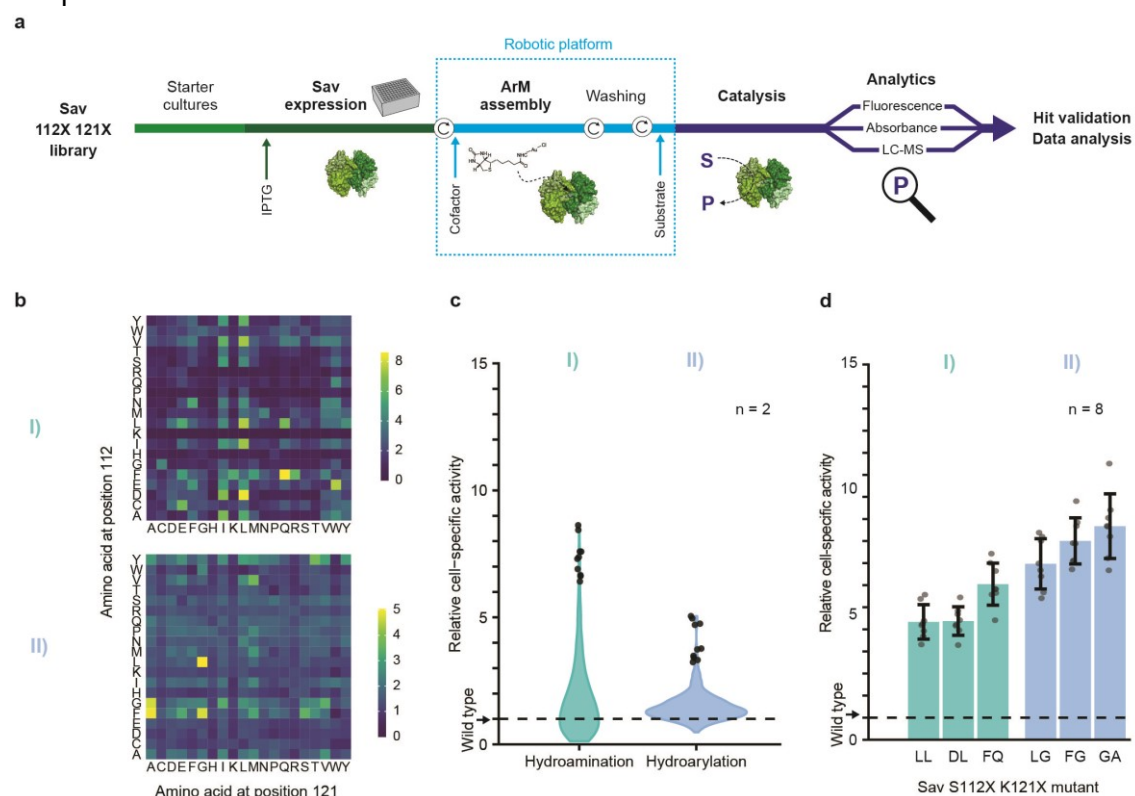 a
Robotic platform
Starter
cultures
Sav
expression
ArM
assembly
Washing
Catalysis
Analytics
Sav
112X 121X
library
Fluorescence
Absorbance
LC-MS
Hit validation
Data analysis
IPTG
Cofactor
Substrate
S
P
P
b
c
d
I)
Amino acid at position 112
Y
W
V
T
S
R
Q
P
N
M
L
K
I
H
G
F
E
D
C
A
ACDEFGHIKLMNPQRSTVWY
8
6
4
2
0
II)
Y
W
V
T
S
R
Q
P
N
M
L
K
I
H
G
F
E
D
C
A
ACDEFGHIKLMNPQRSTVWY
5
4
3
2
1
0
Amino acid at position 121
I)
II)
n = 2
Relative cell-specific activity
15
10
5
0
Wild type
Hydroamination
Hydroarylation
I)
II)
n = 8
Relative cell-specific activity
15
10
5
0
Wild type
LL
DL
FQ
LG
FG
GA
Sav S112X K121X mutant